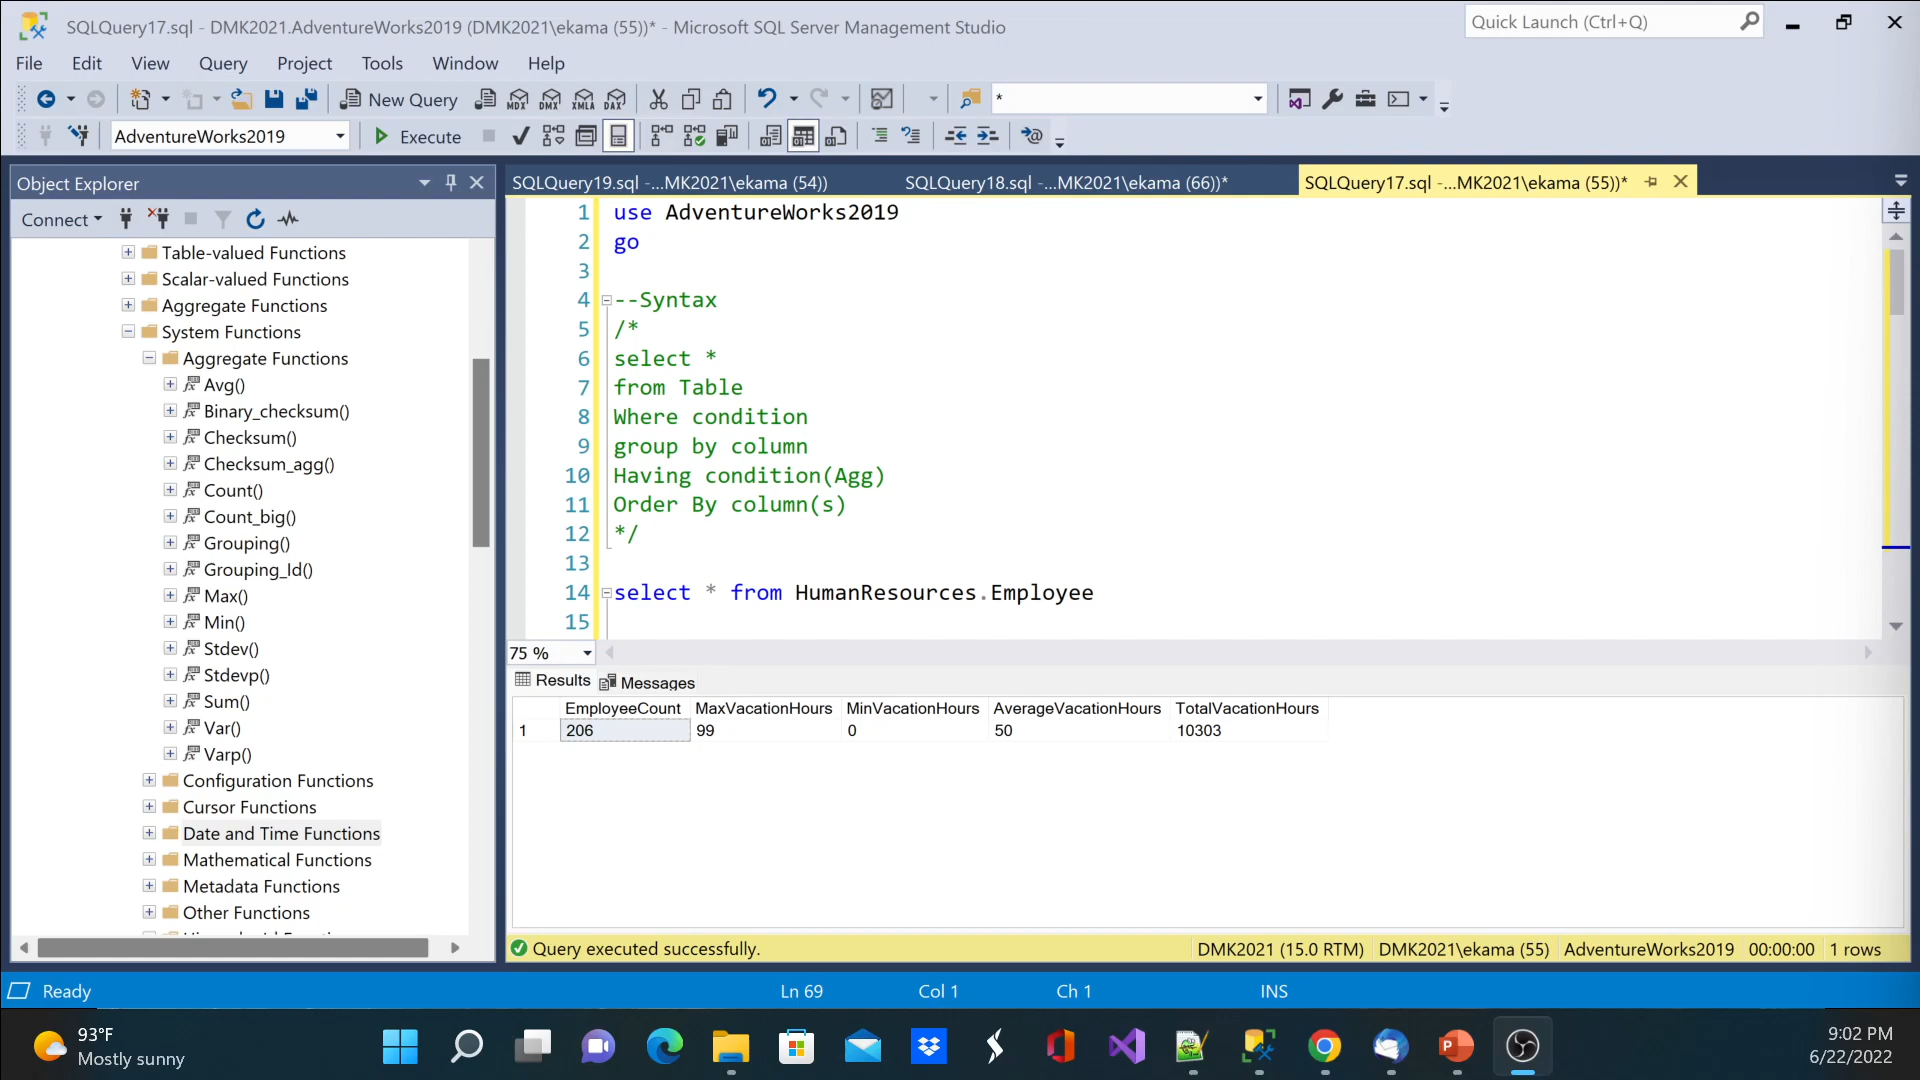 SQLQuery17.sql - DMK2021.AdventureWorks2019 (DMK2021\ekama (55))* - Microsoft SQL Server Management Studio
Quick Launch (Ctrl+Q)
File Edit View Query Project Tools Window Help
New Query MDX DMX XMLA DAX *
AdventureWorks2019 Execute
Object Explorer
Connect
Table-valued Functions
Scalar-valued Functions
Aggregate Functions
System Functions
Aggregate Functions
Avg()
Binary_checksum()
Checksum()
Checksum_agg()
Count()
Count_big()
Grouping()
Grouping_Id()
Max()
Min()
Stdev()
Stdevp()
Sum()
Var()
Varp()
Configuration Functions
Cursor Functions
Date and Time Functions
Mathematical Functions
Metadata Functions
Other Functions
SQLQuery19.sql -...MK2021\ekama (54)) SQLQuery18.sql -...MK2021\ekama (66))* SQLQuery17.sql -...MK2021\ekama (55))*
1 use AdventureWorks2019
2 go
3
4 --Syntax
5 /*
6 select *
7 from Table
8 Where condition
9 group by column
10 Having condition(Agg)
11 Order By column(s)
12 */
13
14 select * from HumanResources.Employee
15
75 %
Results Messages
EmployeeCount MaxVacationHours MinVacationHours AverageVacationHours TotalVacationHours
1 206 99 0 50 10303
Query executed successfully. DMK2021 (15.0 RTM) DMK2021\ekama (55) AdventureWorks2019 00:00:00 1 rows
Ready Ln 69 Col 1 Ch 1 INS
93°F
Mostly sunny
9:02 PM
6/22/2022